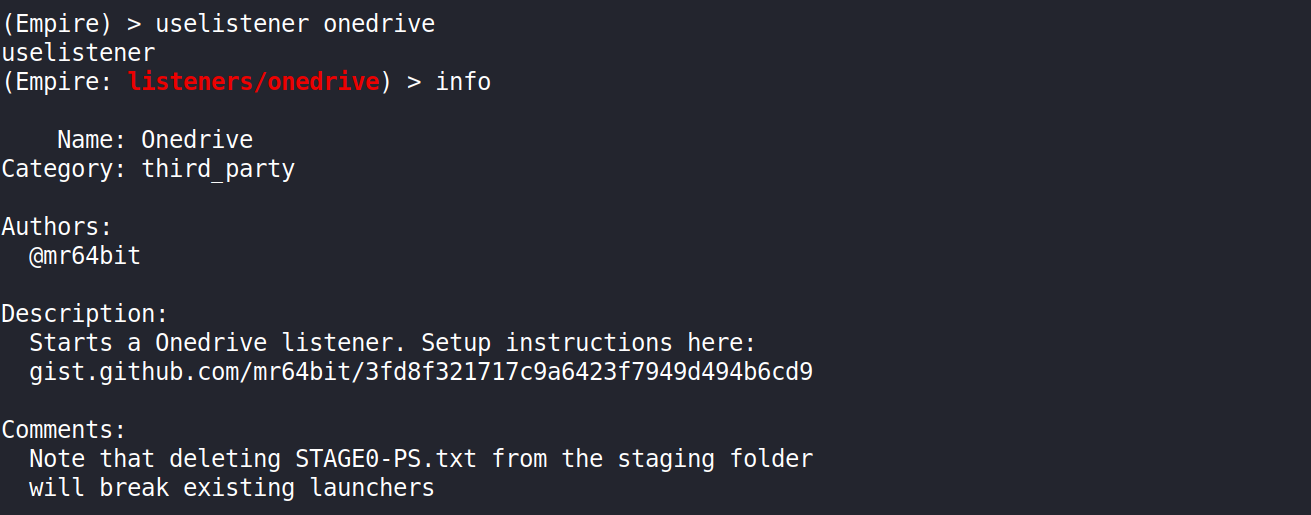 (Empire) > uselistener onedrive
uselistener
(Empire: listeners/onedrive) > info
Name: Onedrive
Category: third_party
Authors:
@mr64bit
Description:
Starts a Onedrive listener. Setup instructions here:
gist.github.com/mr64bit/3fd8f321717c9a6423f7949d494b6cd9
Comments:
Note that deleting STAGE0-PS.txt from the staging folder
will break existing launchers